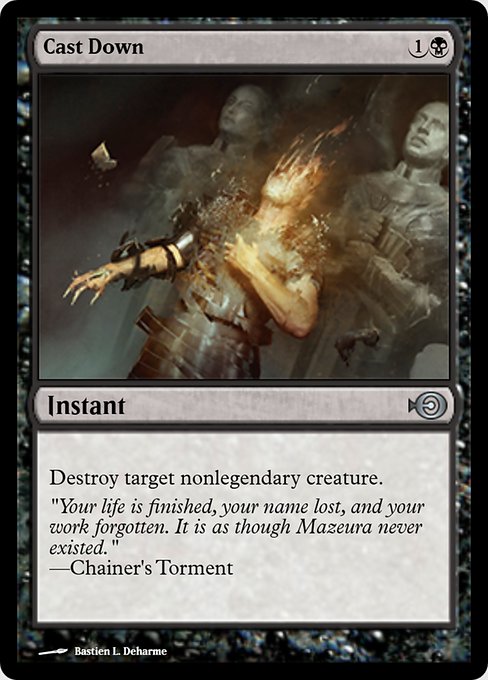 Cast Down 1
Instant
Destroy target nonlegendary creature.
"Your life is finished, your name lost, and your
work forgotten. It is as though Mazeura never
existed."
—Chainer's Torment
Bastien L. Deharme